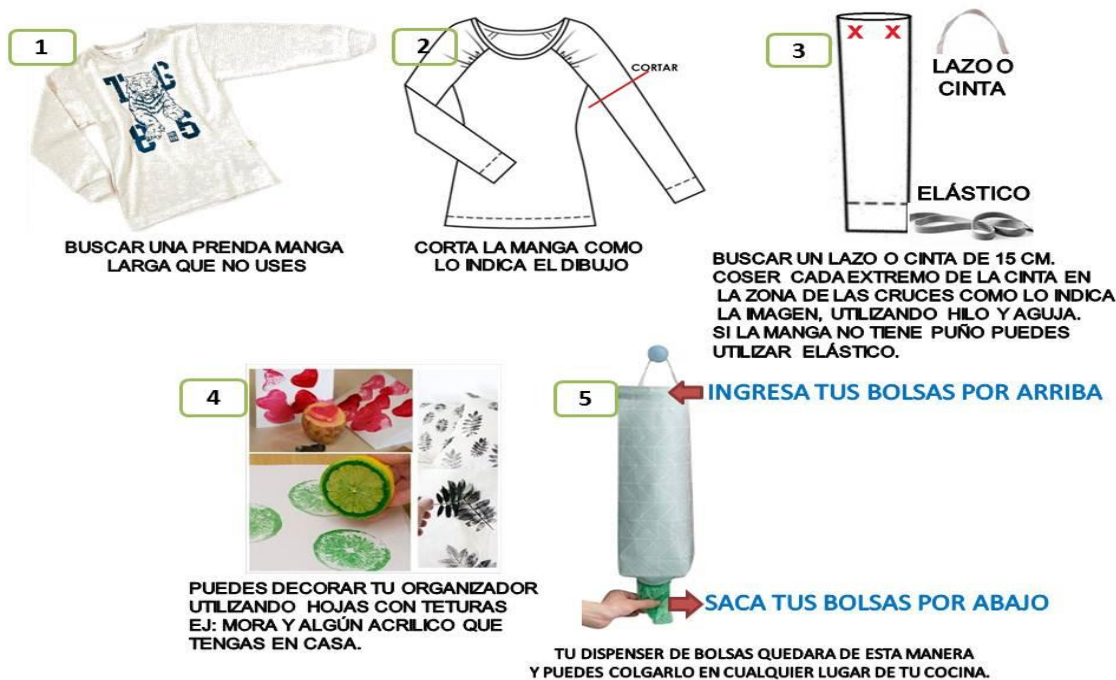 1
BUSCAR UNA PRENDA MANGA
LARGA QUE NO USES
2
CORTAR
CORTA LA MANGA COMO
LO INDICA EL DIBUJO
3
X X
LAZO O
CINTA
ELÁSTICO
BUSCAR UN LAZO O CINTA DE 15 CM.
COSER CADA EXTREMO DE LA CINTA EN
LA ZONA DE LAS CRUCES COMO LO INDICA
LA IMAGEN, UTILIZANDO HILO Y AGUJA.
SI LA MANGA NO TIENE PUÑO PUEDES
UTILIZAR ELÁSTICO.
4
PUEDES DECORAR TU ORGANIZADOR
UTILIZANDO HOJAS CON TETURAS
EJ: MORA Y ALGÚN ACRILICO QUE
TENGAS EN CASA.
5
INGRESA TUS BOLSAS POR ARRIBA
SACA TUS BOLSAS POR ABAJO
TU DISPENSER DE BOLSAS QUEDARA DE ESTA MANERA
Y PUEDES COLGARLO EN CUALQUIER LUGAR DE TU COCINA.